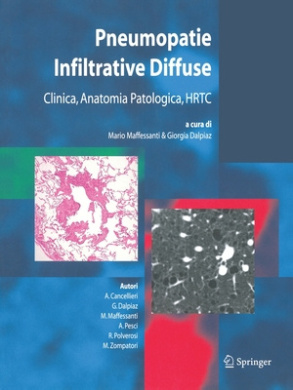 Pneumopatie
Infiltrative Diffuse
Clinica, Anatomia Patologica, HRTC
a cura di
Mario Maffessanti & Giorgia Dalpiaz
Autori
A. Cancellieri
G. Dalpiaz
M. Maffessanti
A. Pesci
R. Polverosi
M. Zompatori
Springer